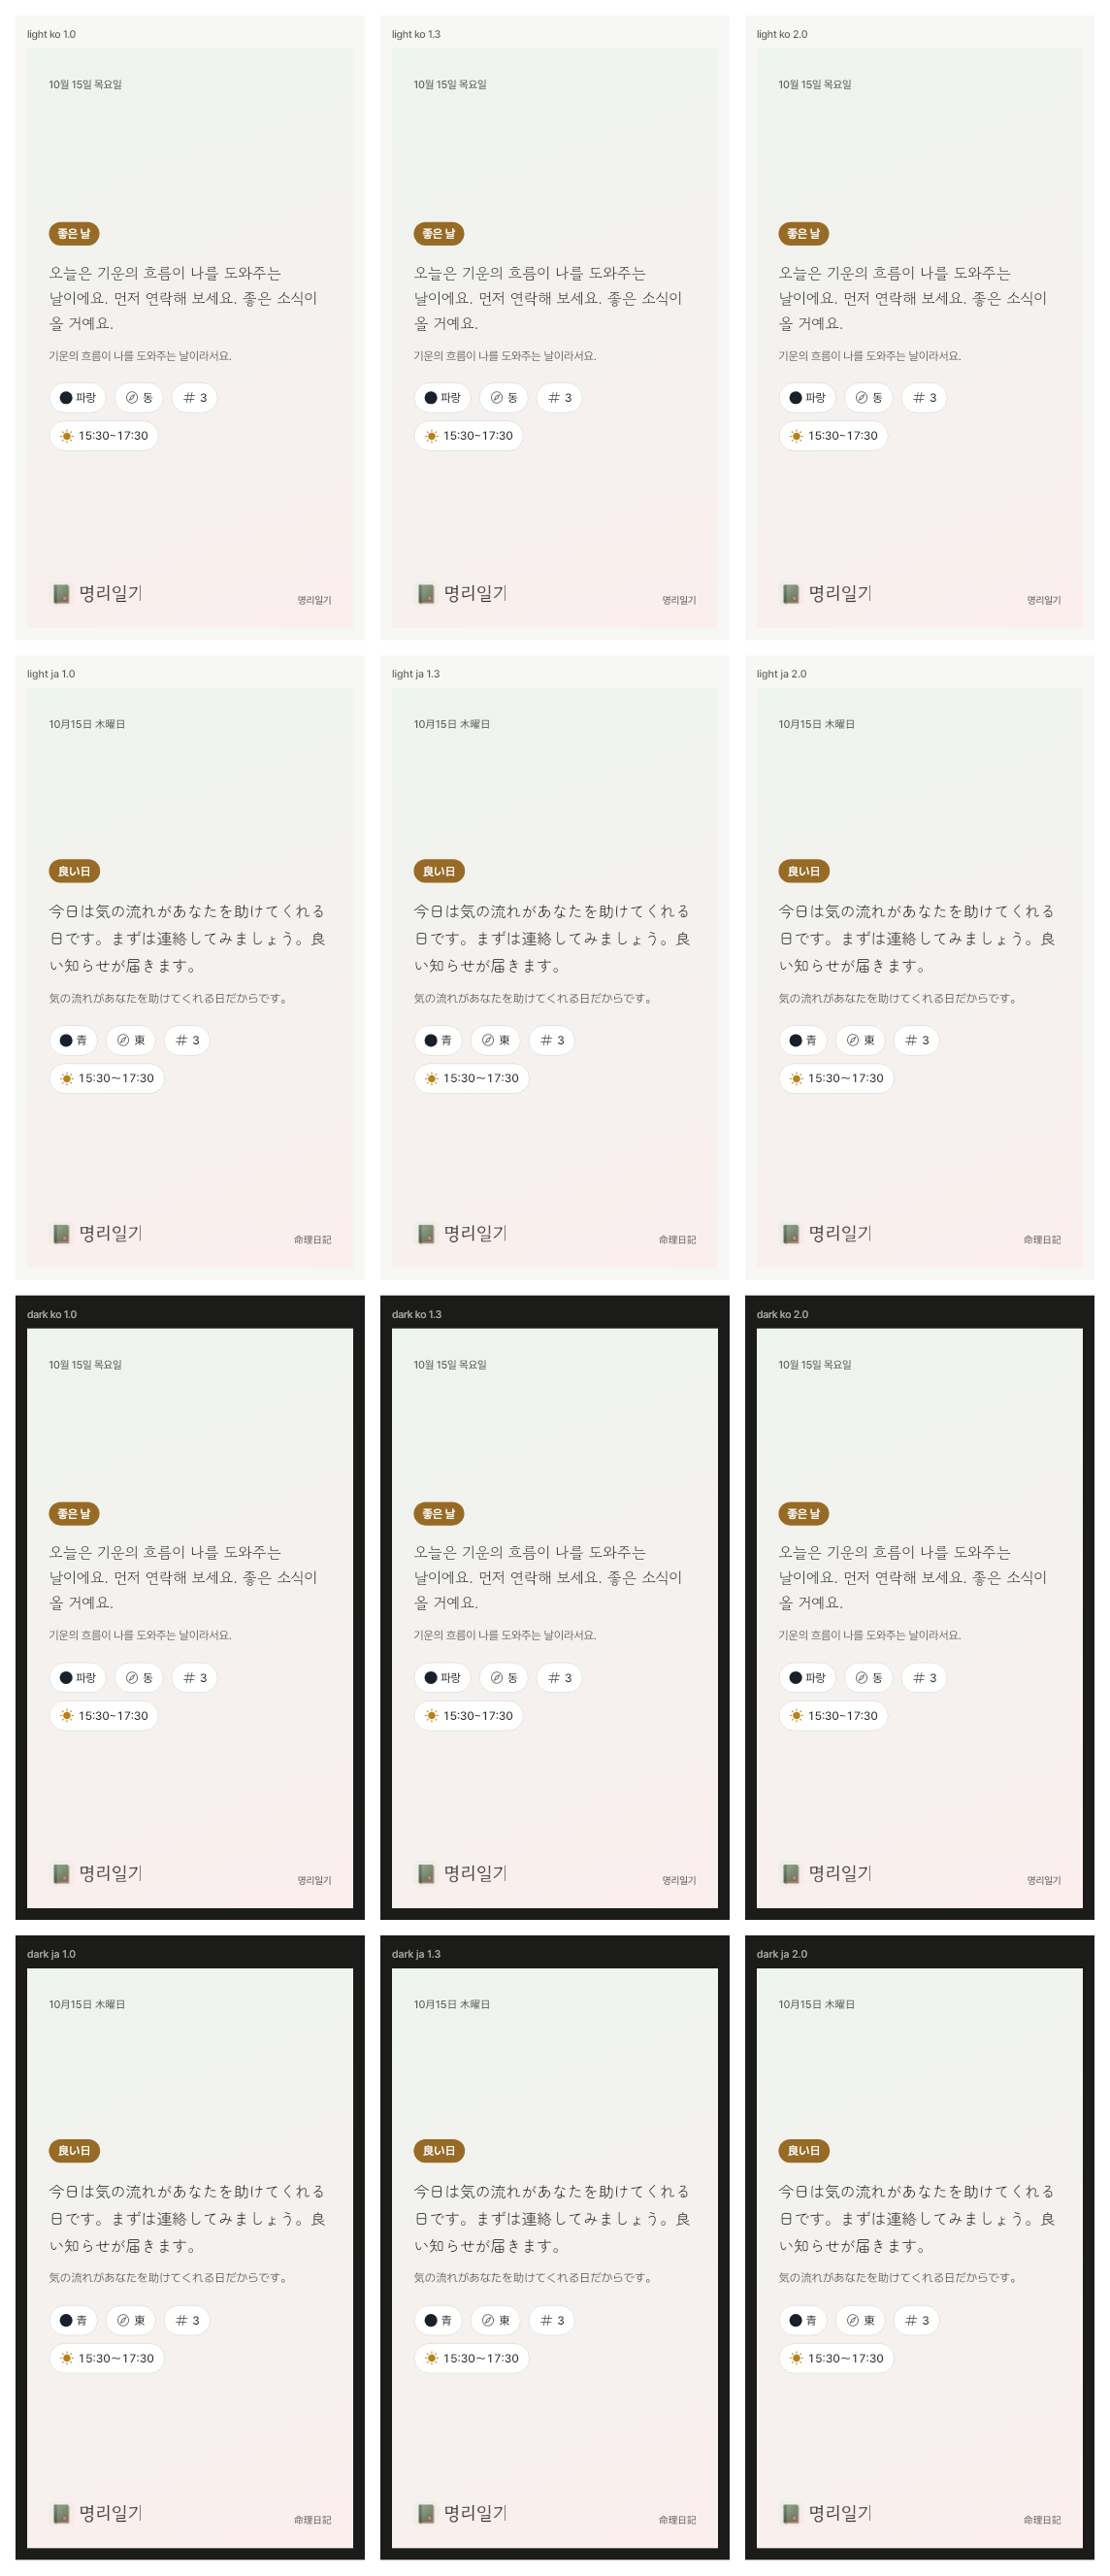 light ko 1.0
10월 15일 목요일
좋은 날
오늘은 기운의 흐름이 나를 도와주는
날이에요. 먼저 연락해 보세요. 좋은 소식이
올 거예요.
기운의 흐름이 나를 도와주는 날이라서요.
파랑 동 3
15:30~17:30
명리일기 명리일기
light ko 1.3
10월 15일 목요일
좋은 날
오늘은 기운의 흐름이 나를 도와주는
날이에요. 먼저 연락해 보세요. 좋은 소식이
올 거예요.
기운의 흐름이 나를 도와주는 날이라서요.
파랑 동 3
15:30~17:30
명리일기 명리일기
light ko 2.0
10월 15일 목요일
좋은 날
오늘은 기운의 흐름이 나를 도와주는
날이에요. 먼저 연락해 보세요. 좋은 소식이
올 거예요.
기운의 흐름이 나를 도와주는 날이라서요.
파랑 동 3
15:30~17:30
명리일기 명리일기
light ja 1.0
10月15日 木曜日
良い日
今日は気の流れがあなたを助けてくれる
日です。まずは連絡してみましょう。良
い知らせが届きます。
気の流れがあなたを助けてくれる日だからです。
青 東 3
15:30〜17:30
명리일기 命理日記
light ja 1.3
10月15日 木曜日
良い日
今日は気の流れがあなたを助けてくれる
日です。まずは連絡してみましょう。良
い知らせが届きます。
気の流れがあなたを助けてくれる日だからです。
青 東 3
15:30〜17:30
명리일기 命理日記
light ja 2.0
10月15日 木曜日
良い日
今日は気の流れがあなたを助けてくれる
日です。まずは連絡してみましょう。良
い知らせが届きます。
気の流れがあなたを助けてくれる日だからです。
青 東 3
15:30〜17:30
명리일기 命理日記
dark ko 1.0
10월 15일 목요일
좋은 날
오늘은 기운의 흐름이 나를 도와주는
날이에요. 먼저 연락해 보세요. 좋은 소식이
올 거예요.
기운의 흐름이 나를 도와주는 날이라서요.
파랑 동 3
15:30~17:30
명리일기 명리일기
dark ko 1.3
10월 15일 목요일
좋은 날
오늘은 기운의 흐름이 나를 도와주는
날이에요. 먼저 연락해 보세요. 좋은 소식이
올 거예요.
기운의 흐름이 나를 도와주는 날이라서요.
파랑 동 3
15:30~17:30
명리일기 명리일기
dark ko 2.0
10월 15일 목요일
좋은 날
오늘은 기운의 흐름이 나를 도와주는
날이에요. 먼저 연락해 보세요. 좋은 소식이
올 거예요.
기운의 흐름이 나를 도와주는 날이라서요.
파랑 동 3
15:30~17:30
명리일기 명리일기
dark ja 1.0
10月15日 木曜日
良い日
今日は気の流れがあなたを助けてくれる
日です。まずは連絡してみましょう。良
い知らせが届きます。
気の流れがあなたを助けてくれる日だからです。
青 東 3
15:30〜17:30
명리일기 命理日記
dark ja 1.3
10月15日 木曜日
良い日
今日は気の流れがあなたを助けてくれる
日です。まずは連絡してみましょう。良
い知らせが届きます。
気の流れがあなたを助けてくれる日だからです。
青 東 3
15:30〜17:30
명리일기 命理日記
dark ja 2.0
10月15日 木曜日
良い日
今日は気の流れがあなたを助けてくれる
日です。まずは連絡してみましょう。良
い知らせが届きます。
気の流れがあなたを助けてくれる日だからです。
青 東 3
15:30〜17:30
명리일기 命理日記